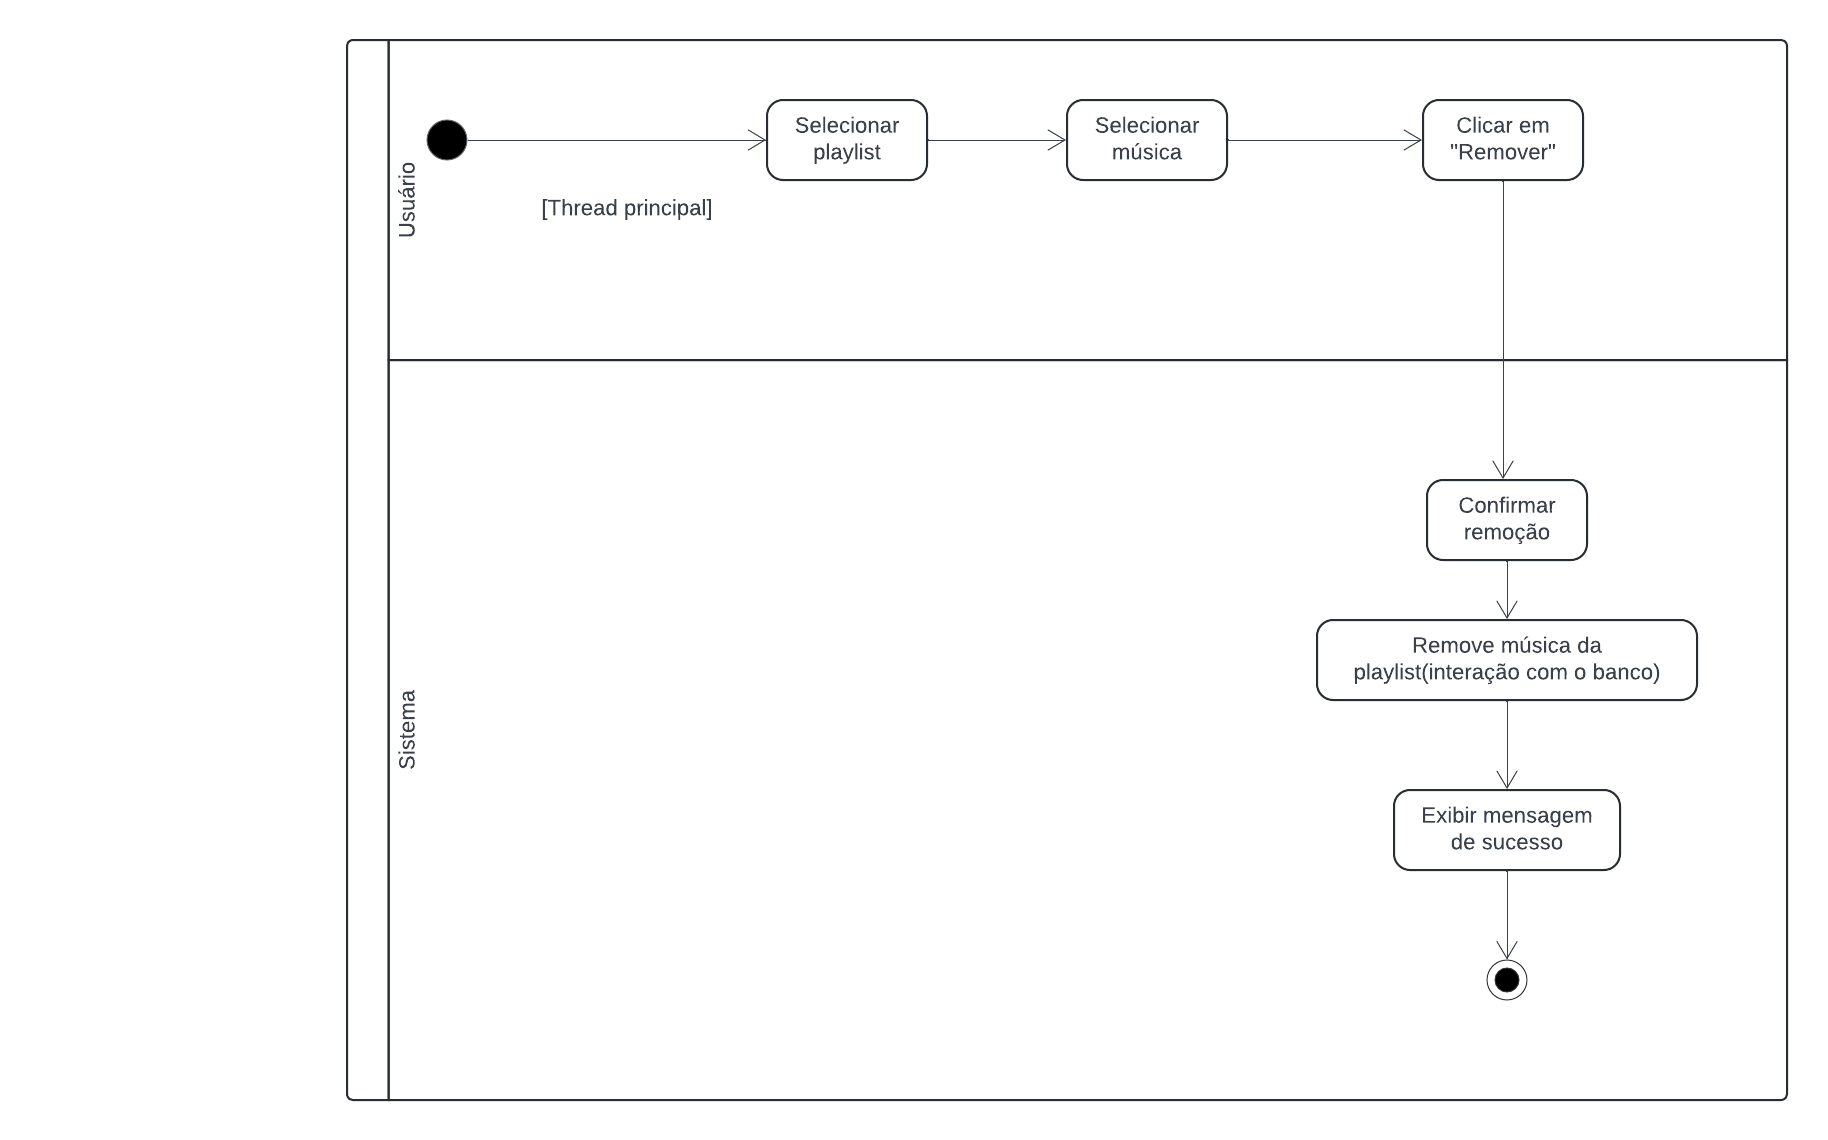 Usuário
Selecionar
playlist
Selecionar
música
Clicar em
"Remover"
[Thread principal]
Sistema
Confirmar
remoção
Remove música da
playlist(interação com o banco)
Exibir mensagem
de sucesso